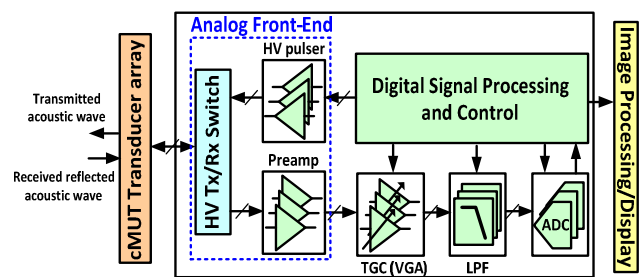 Analog Front-End
HV pulser
Digital Signal Processing
and Control
Transmitted
acoustic wave
Received reflected
acoustic wave
cMUT Transducer array
HV Tx/Rx Switch
Preamp
TGC (VGA)
LPF
ADC
Image Processing/Display